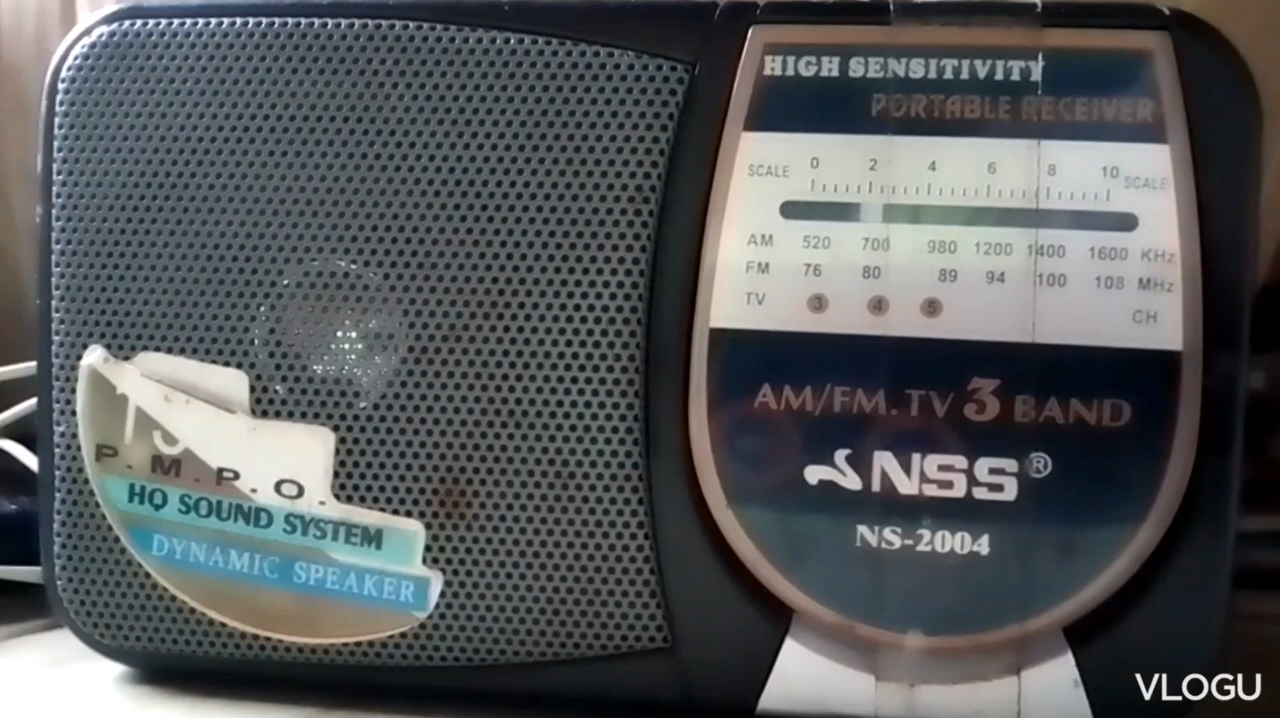 HIGH SENSITIVITY
PORTABLE RECEIVER
SCALE 0 2 4 6 8 10 SCALE
AM 520 700 980 1200 1400 1600 KHz
FM 76 80 89 94 100 108 MHz
TV 3 4 5 CH
AM/FM.TV 3 BAND
NSS®
NS-2004
P.M.P.O.
HQ SOUND SYSTEM
DYNAMIC SPEAKER
VLOGU